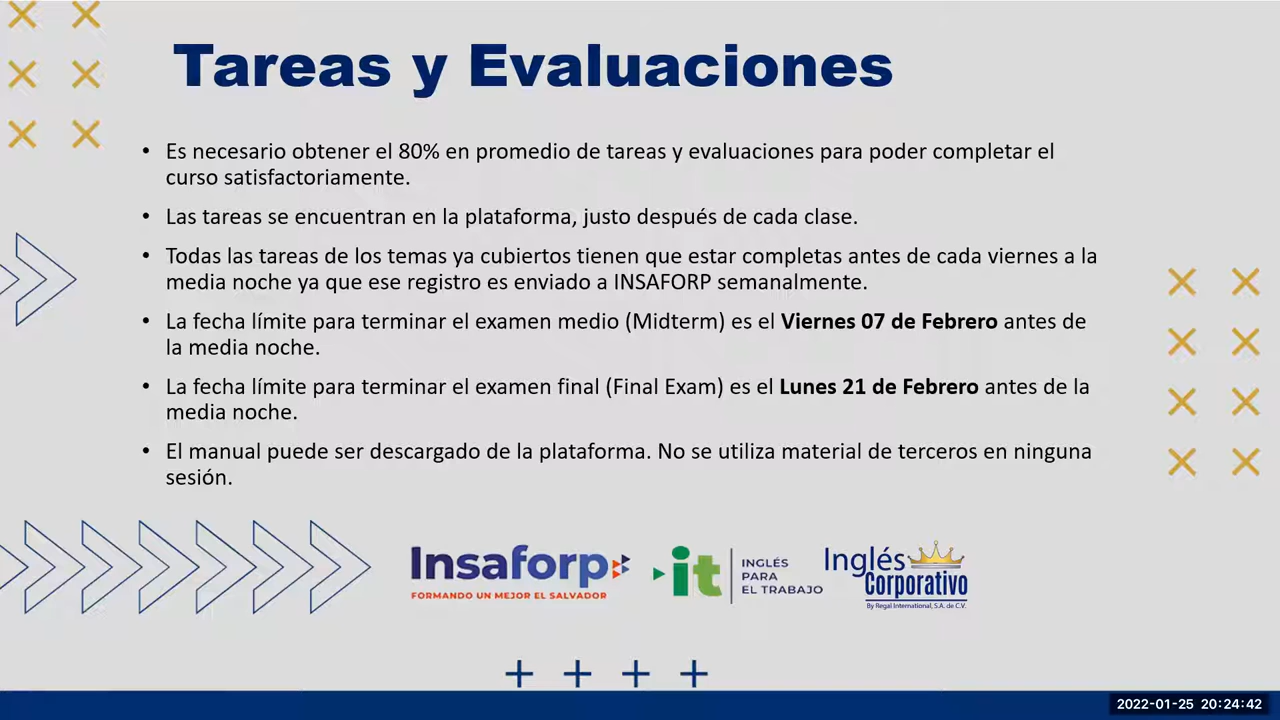 Tareas y Evaluaciones
• Es necesario obtener el 80% en promedio de tareas y evaluaciones para poder completar el
curso satisfactoriamente.
• Las tareas se encuentran en la plataforma, justo después de cada clase.
• Todas las tareas de los temas ya cubiertos tienen que estar completas antes de cada viernes a la
media noche ya que ese registro es enviado a INSAFORP semanalmente.
• La fecha límite para terminar el examen medio (Midterm) es el Viernes 07 de Febrero antes de
la media noche.
• La fecha límite para terminar el examen final (Final Exam) es el Lunes 21 de Febrero antes de la
media noche.
• El manual puede ser descargado de la plataforma. No se utiliza material de terceros en ninguna
sesión.
Insaforp
FORMANDO UN MEJOR EL SALVADOR
it
INGLÉS
PARA
EL TRABAJO
Inglés
Corporativo
By Regal International, S.A. de C.V.
2022-01-25 20:24:42